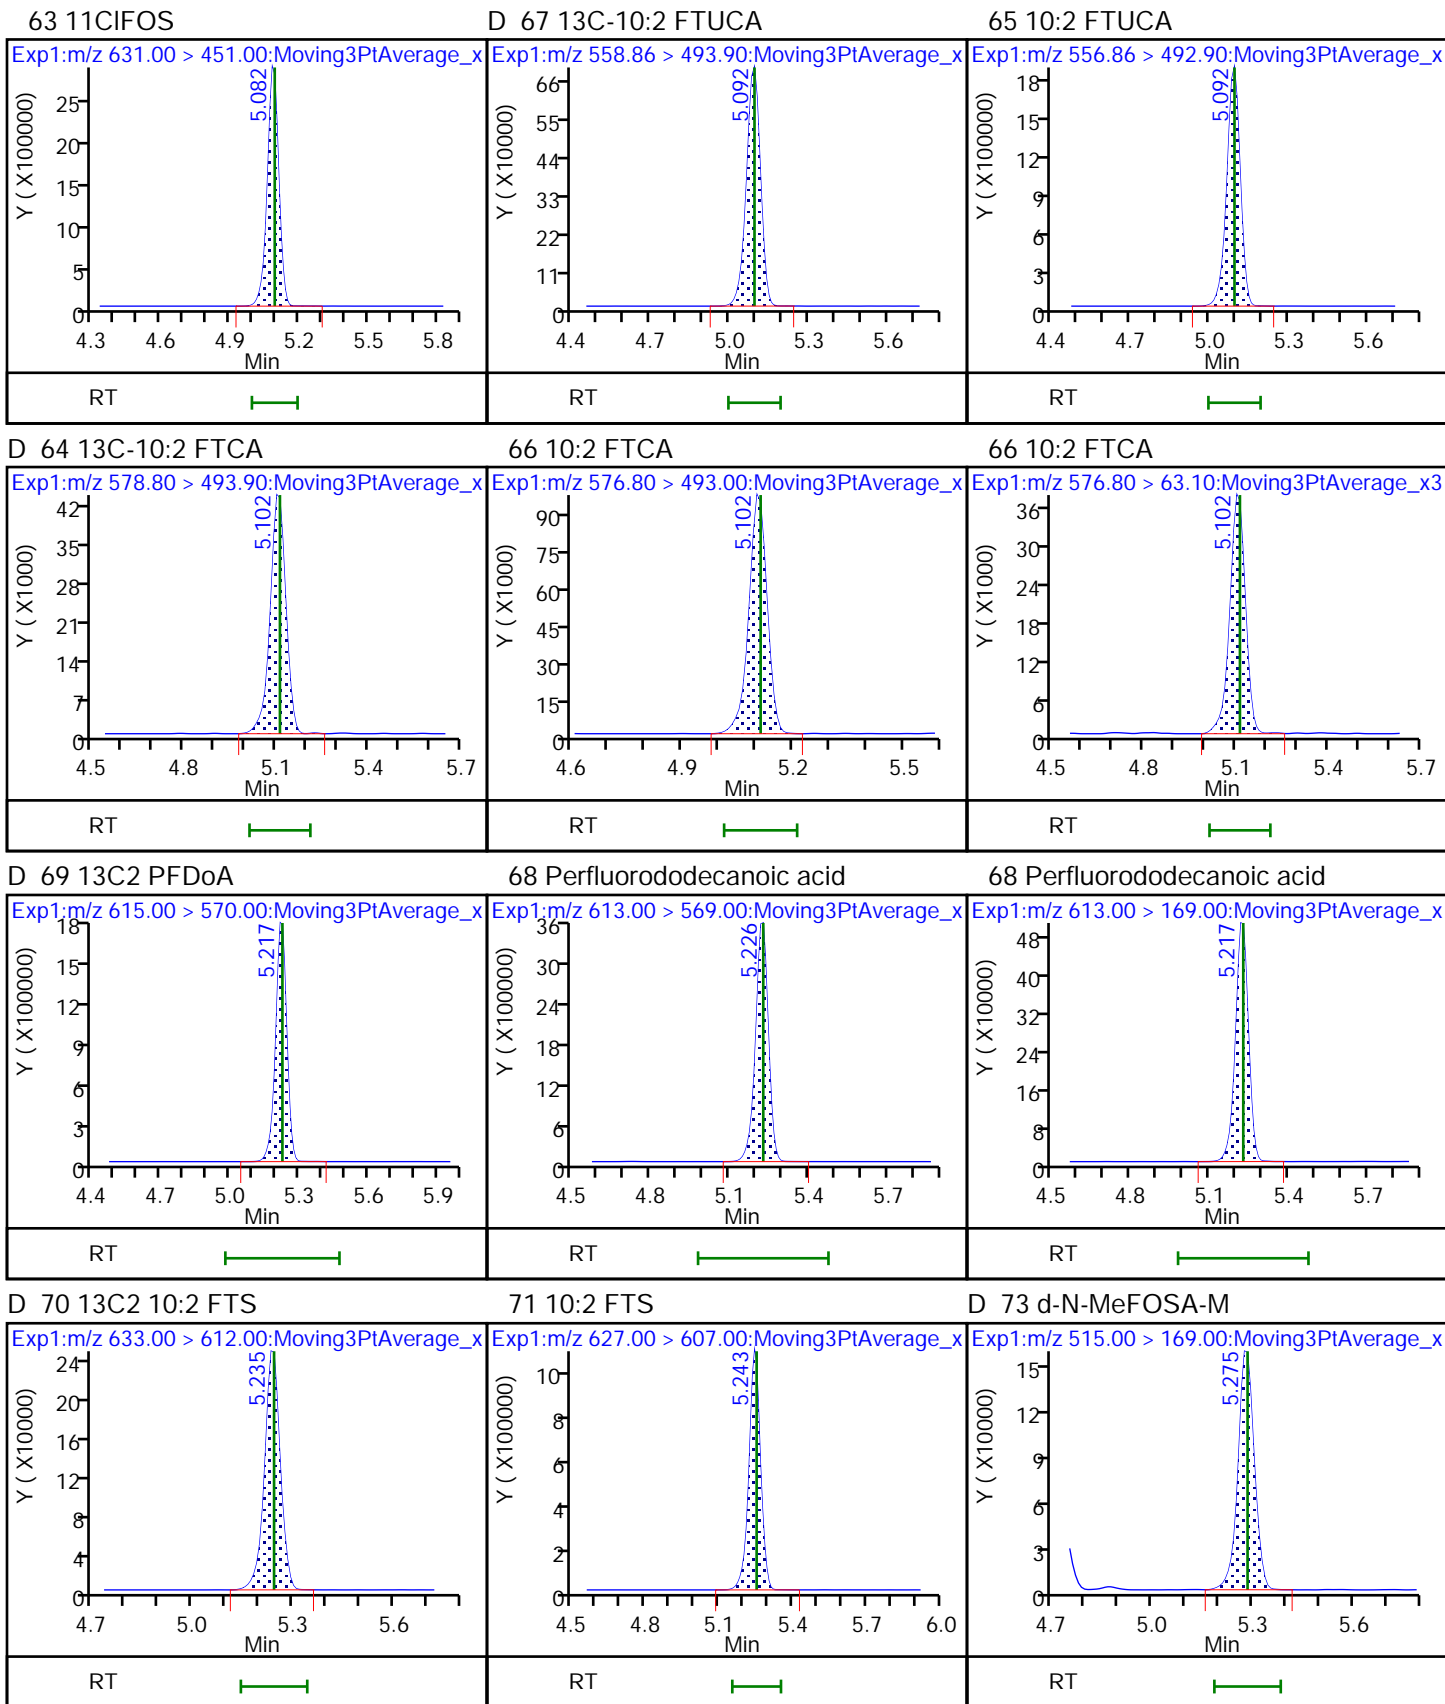 63 11ClFOS
Exp1:m/z 631.00 > 451.00:Moving3PtAverage_x
5.082
Y ( X100000)
25
20
15
10
5
0
4.3 4.6 4.9 5.2 5.5 5.8
Min
RT
D 67 13C-10:2 FTUCA
Exp1:m/z 558.86 > 493.90:Moving3PtAverage_x
5.092
Y ( X10000)
66
55
44
33
22
11
0
4.4 4.7 5.0 5.3 5.6
Min
RT
65 10:2 FTUCA
Exp1:m/z 556.86 > 492.90:Moving3PtAverage_x
5.092
Y ( X100000)
18
15
12
9
6
3
0
4.4 4.7 5.0 5.3 5.6
Min
RT
D 64 13C-10:2 FTCA
Exp1:m/z 578.80 > 493.90:Moving3PtAverage_x
5.102
Y ( X1000)
42
35
28
21
14
7
0
4.5 4.8 5.1 5.4 5.7
Min
RT
66 10:2 FTCA
Exp1:m/z 576.80 > 493.00:Moving3PtAverage_x
5.102
Y ( X1000)
90
75
60
45
30
15
0
4.6 4.9 5.2 5.5
Min
RT
66 10:2 FTCA
Exp1:m/z 576.80 > 63.10:Moving3PtAverage_x3
5.102
Y ( X1000)
36
30
24
18
12
6
0
4.5 4.8 5.1 5.4 5.7
Min
RT
D 69 13C2 PFDoA
Exp1:m/z 615.00 > 570.00:Moving3PtAverage_x
5.217
Y ( X100000)
18
15
12
9
6
3
0
4.4 4.7 5.0 5.3 5.6 5.9
Min
RT
68 Perfluorododecanoic acid
Exp1:m/z 613.00 > 569.00:Moving3PtAverage_x
5.226
Y ( X100000)
36
30
24
18
12
6
0
4.5 4.8 5.1 5.4 5.7
Min
RT
68 Perfluorododecanoic acid
Exp1:m/z 613.00 > 169.00:Moving3PtAverage_x
5.217
Y ( X10000)
48
40
32
24
16
8
0
4.5 4.8 5.1 5.4 5.7
Min
RT
D 70 13C2 10:2 FTS
Exp1:m/z 633.00 > 612.00:Moving3PtAverage_x
5.235
Y ( X10000)
24
20
16
12
8
4
0
4.7 5.0 5.3 5.6
Min
RT
71 10:2 FTS
Exp1:m/z 627.00 > 607.00:Moving3PtAverage_x
5.243
Y ( X100000)
10
8
6
4
2
0
4.5 4.8 5.1 5.4 5.7 6.0
Min
RT
D 73 d-N-MeFOSA-M
Exp1:m/z 515.00 > 169.00:Moving3PtAverage_x
5.275
Y ( X10000)
15
12
9
6
3
0
4.7 5.0 5.3 5.6
Min
RT